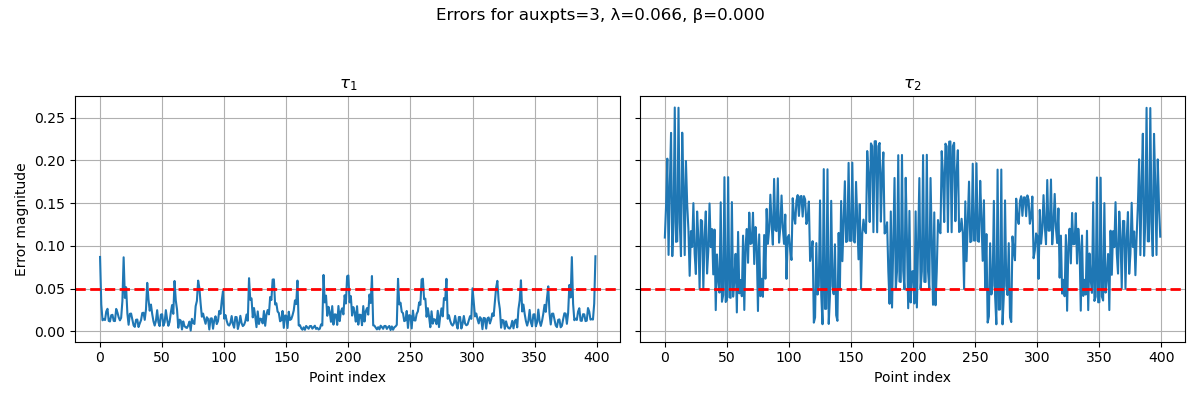 Errors for auxpts=3, λ=0.066, β=0.000
τ₁
τ₂
Error magnitude
0.25
0.20
0.15
0.10
0.05
0.00
0 50 100 150 200 250 300 350 400
0 50 100 150 200 250 300 350 400
Point index
Point index